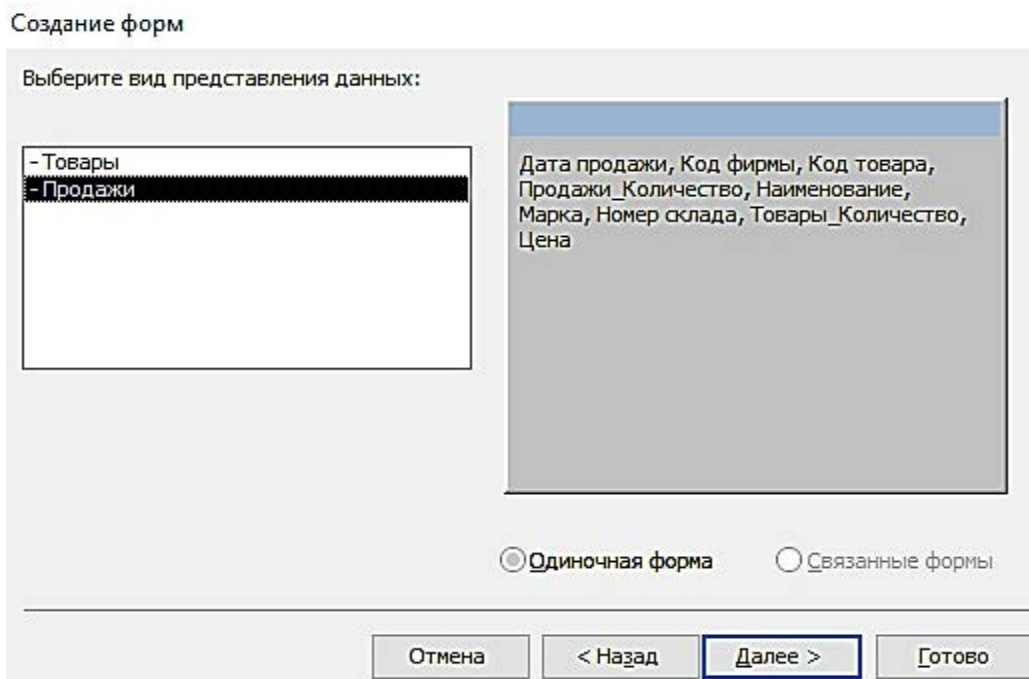 Создание форм
Выберите вид представления данных:
- Товары
- Продажи
Дата продажи, Код фирмы, Код товара,
Продажи_Количество, Наименование,
Марка, Номер склада, Товары_Количество,
Цена
Одиночная форма
Связанные формы
Отмена
< Назад
Далее >
Готово